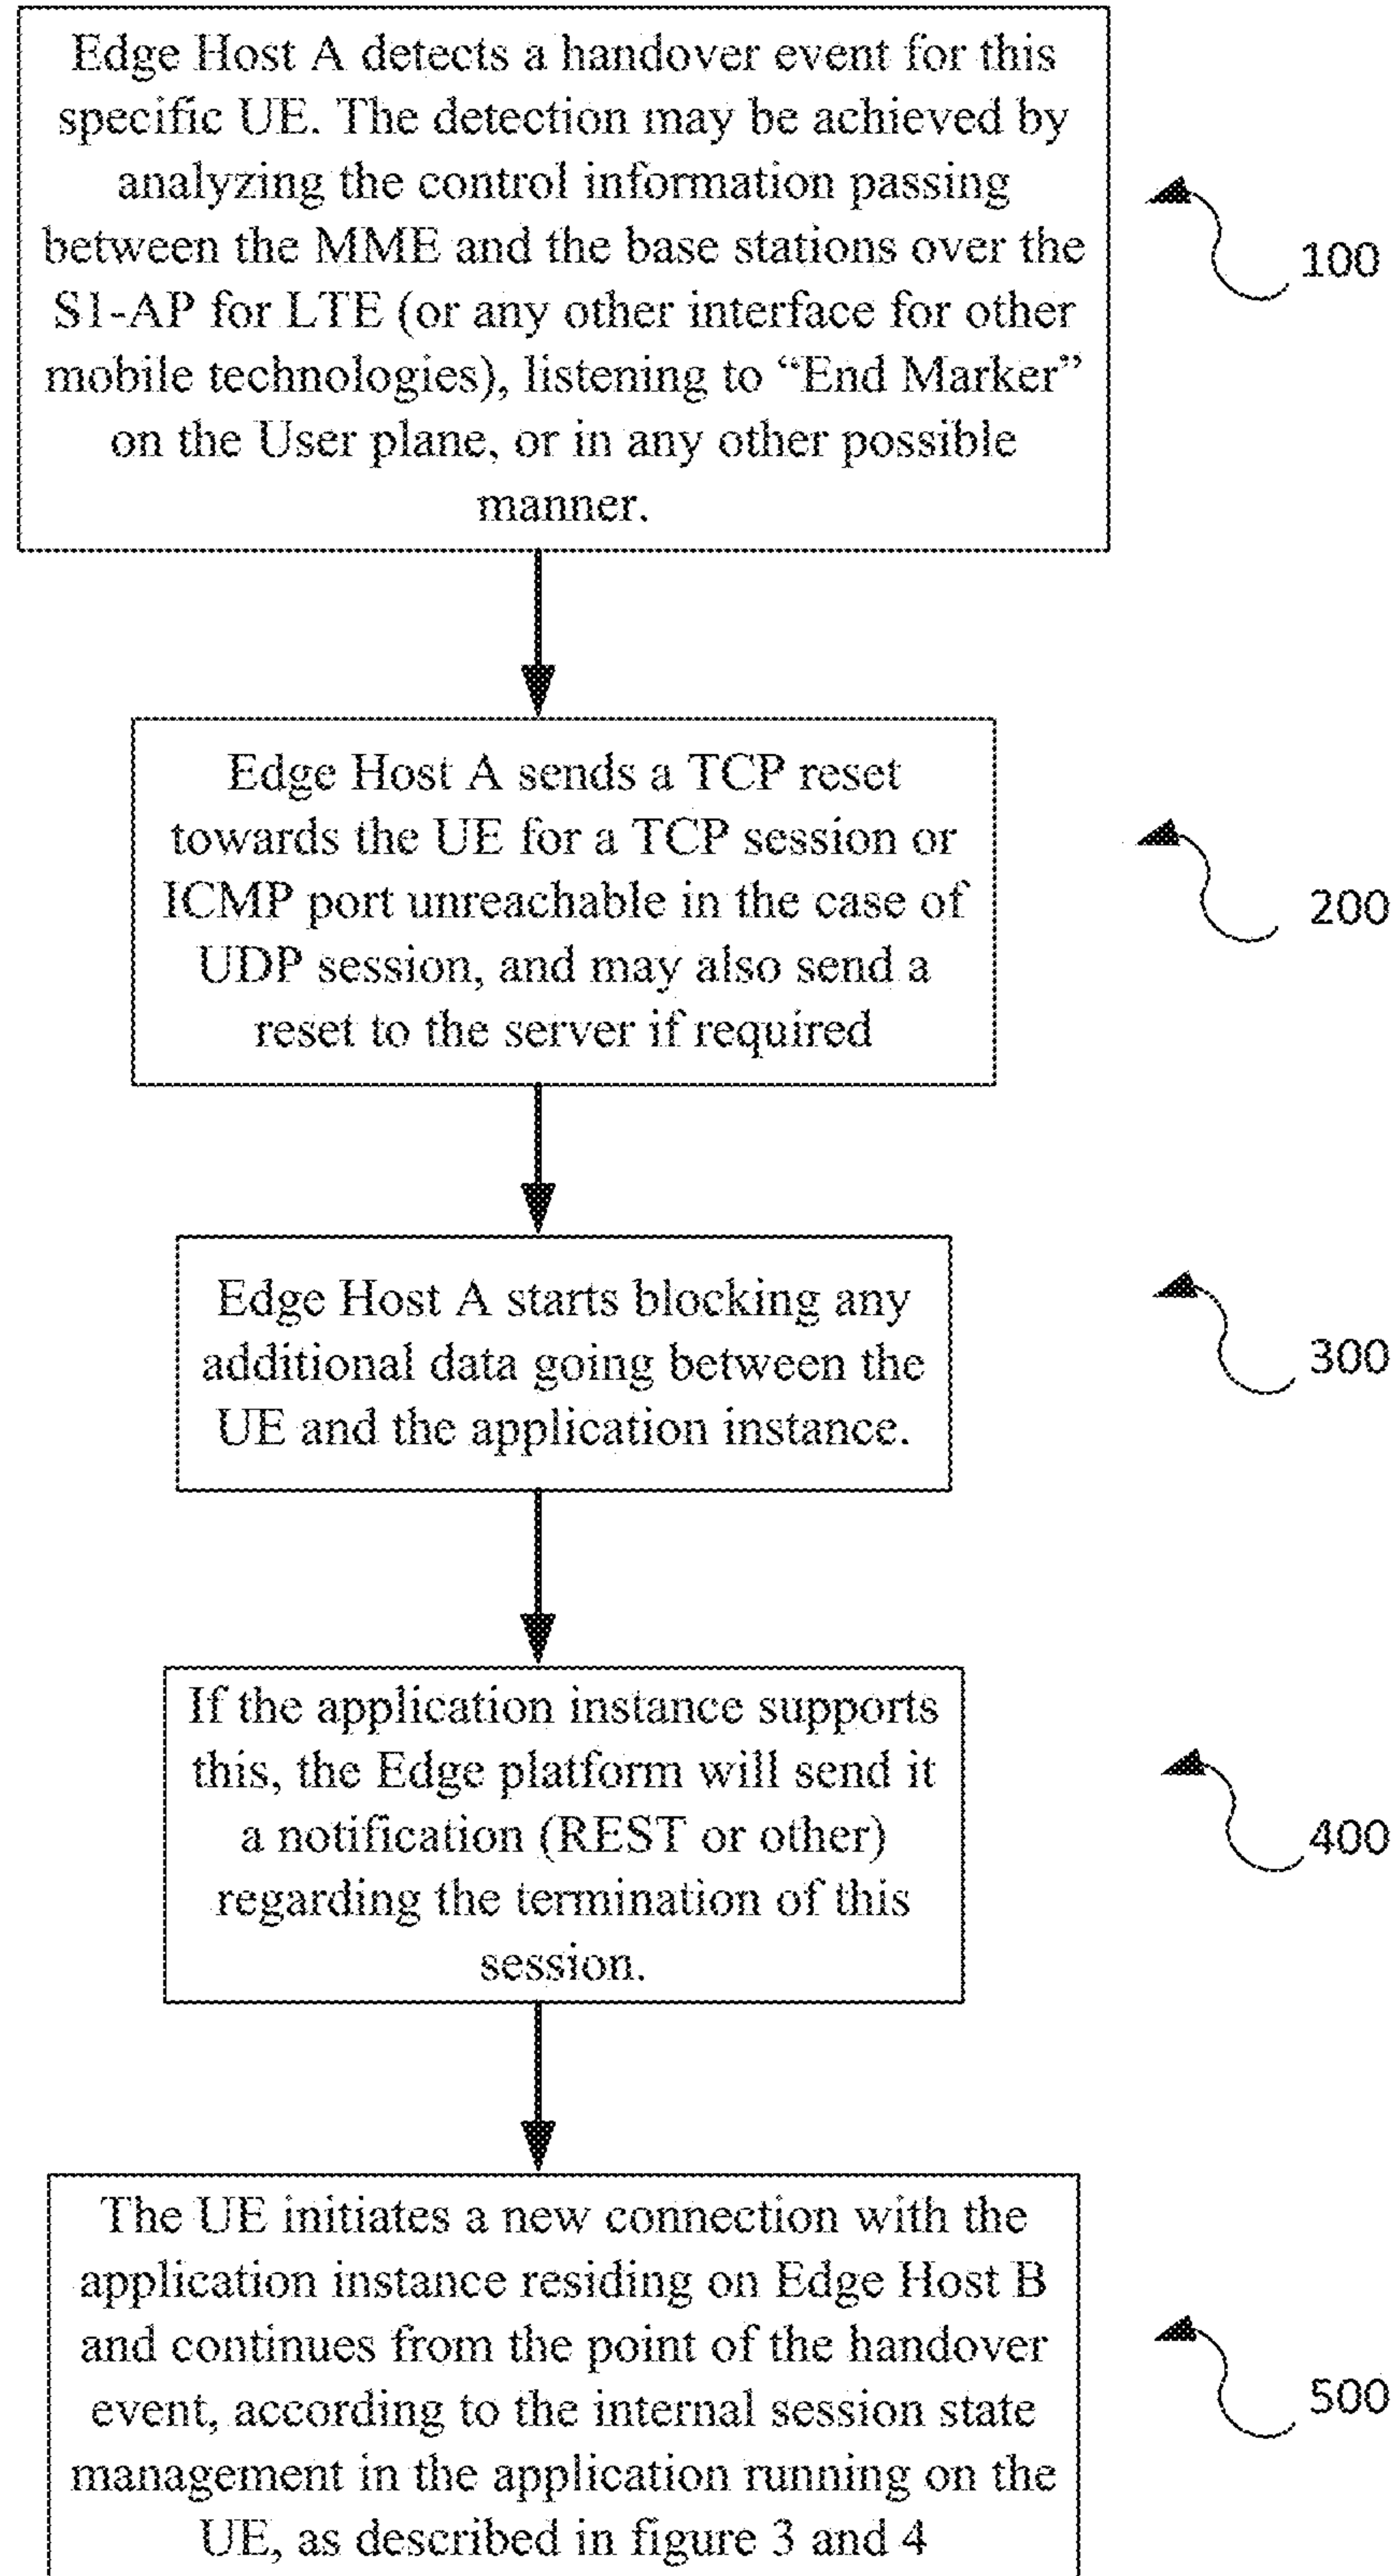 Edge Host A detects a handover event for this
specific UE. The detection may be achieved by
analyzing the control information passing
between the MME and the base stations over the
S1-AP for LTE (or any other interface for other
mobile technologies), listening to “End Marker”
on the User plane, or in any other possible
manner.
100
Edge Host A sends a TCP reset
towards the UE for a TCP session or
ICMP port unreachable in the case of
UDP session, and may also send a
reset to the server if required
200
Edge Host A starts blocking any
additional data going between the
UE and the application instance.
300
If the application instance supports
this, the Edge platform will send it
a notification (REST or other)
regarding the termination of this
session.
400
The UE initiates a new connection with the
application instance residing on Edge Host B
and continues from the point of the handover
event, according to the internal session state
management in the application running on the
UE, as described in figure 3 and 4
500